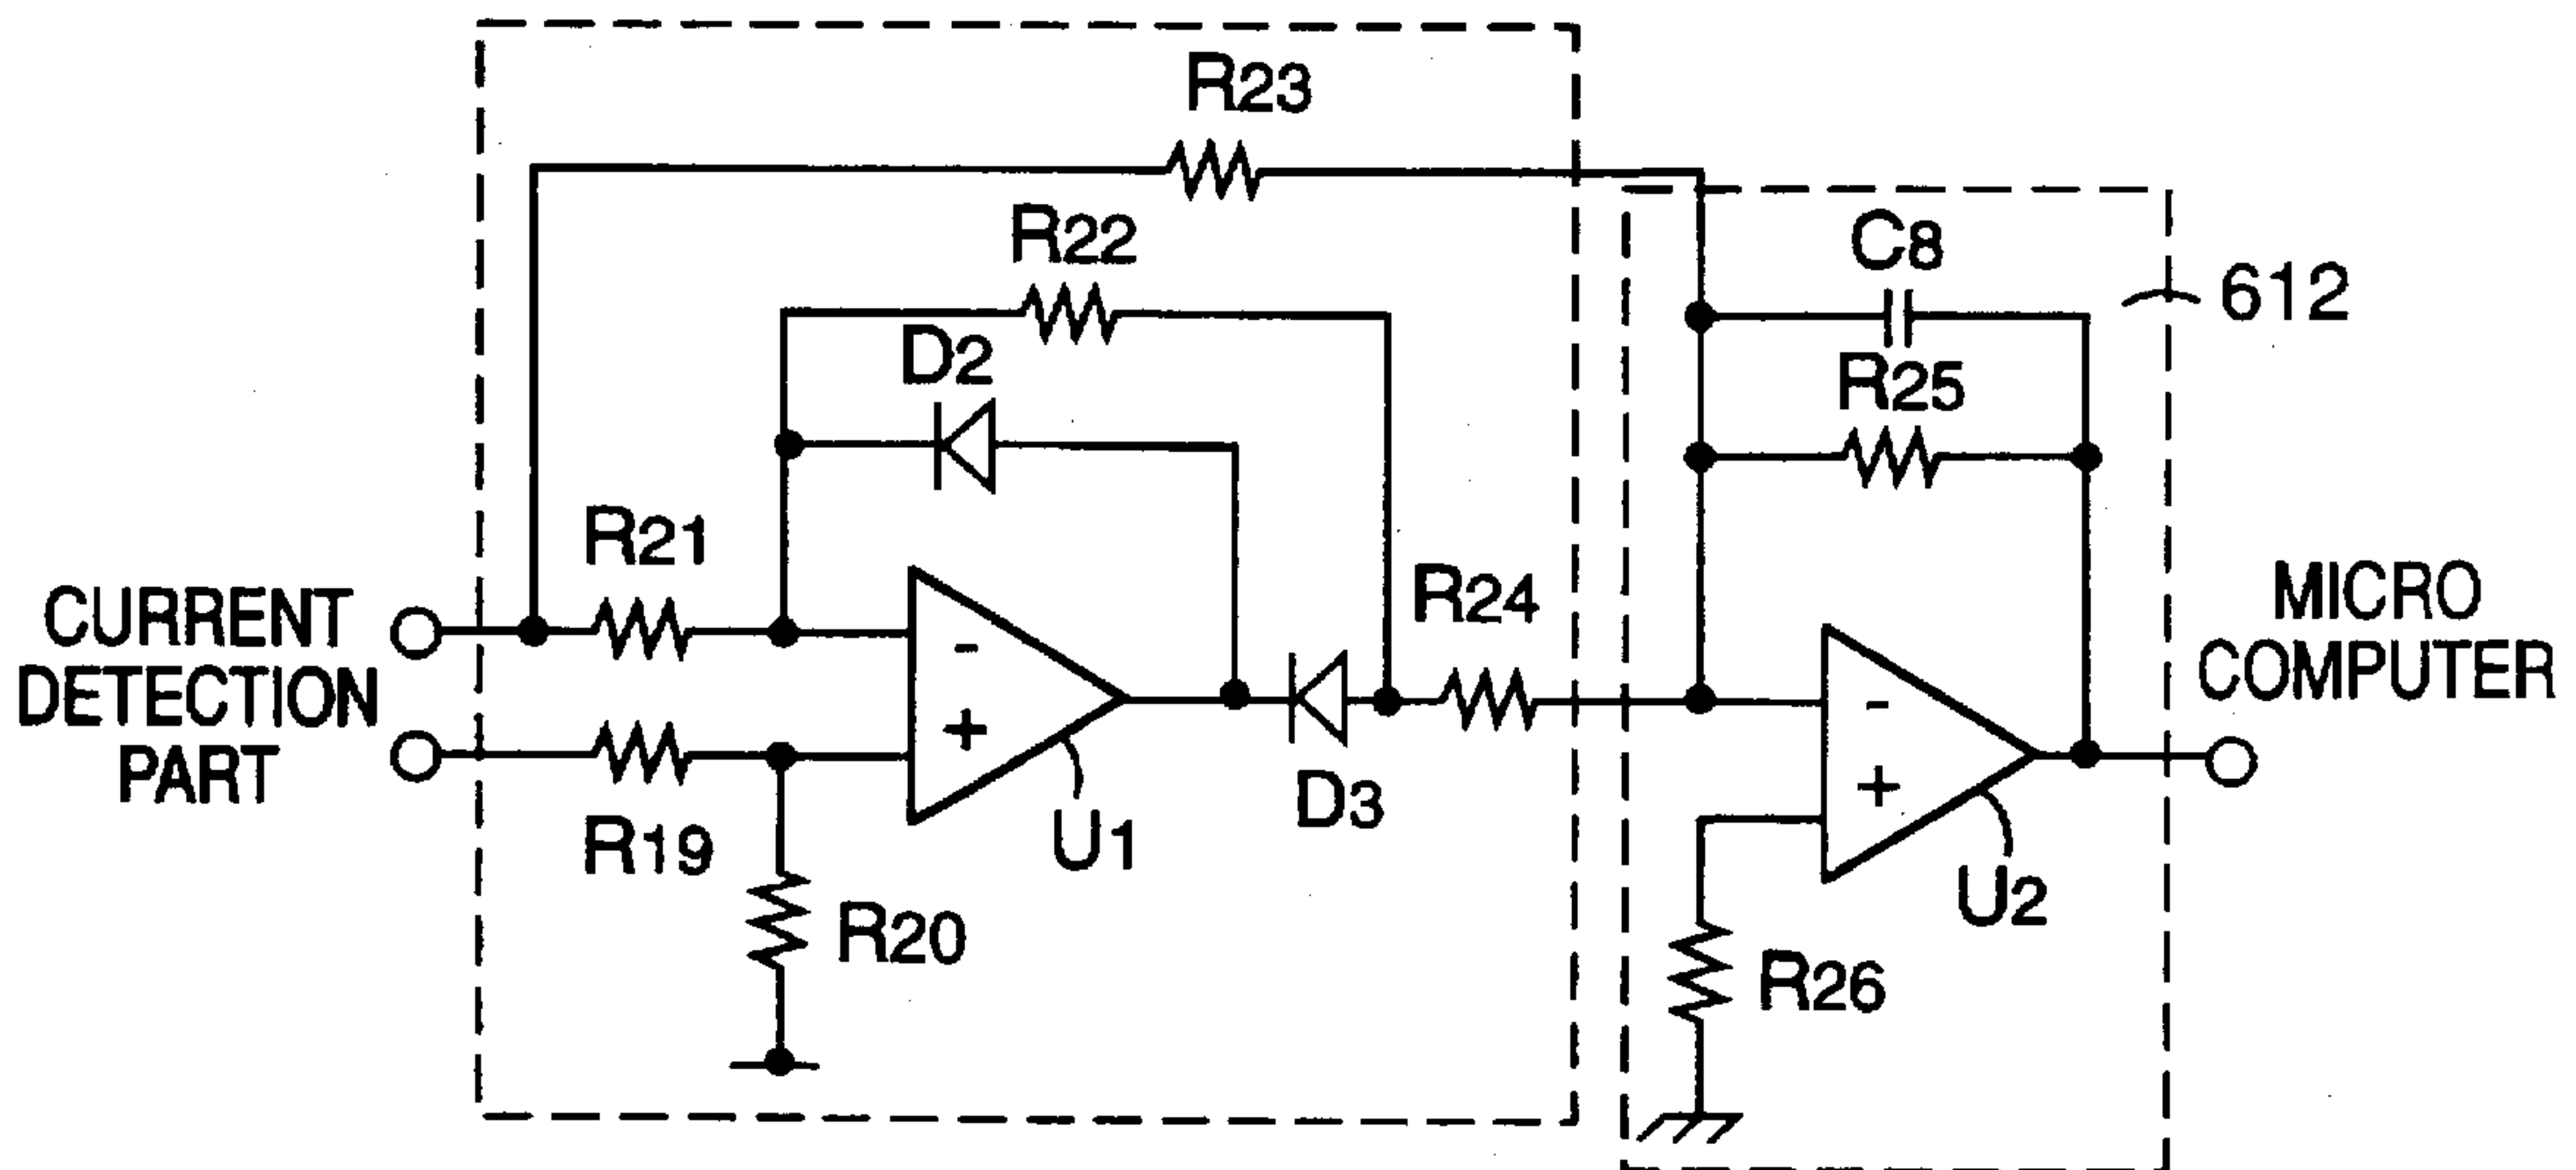 R23
R22
C8
612
D2
R25
R21
R24
CURRENT
DETECTION
PART
MICRO
COMPUTER
-
+
-
+
D3
R19
U1
R20
U2
R26